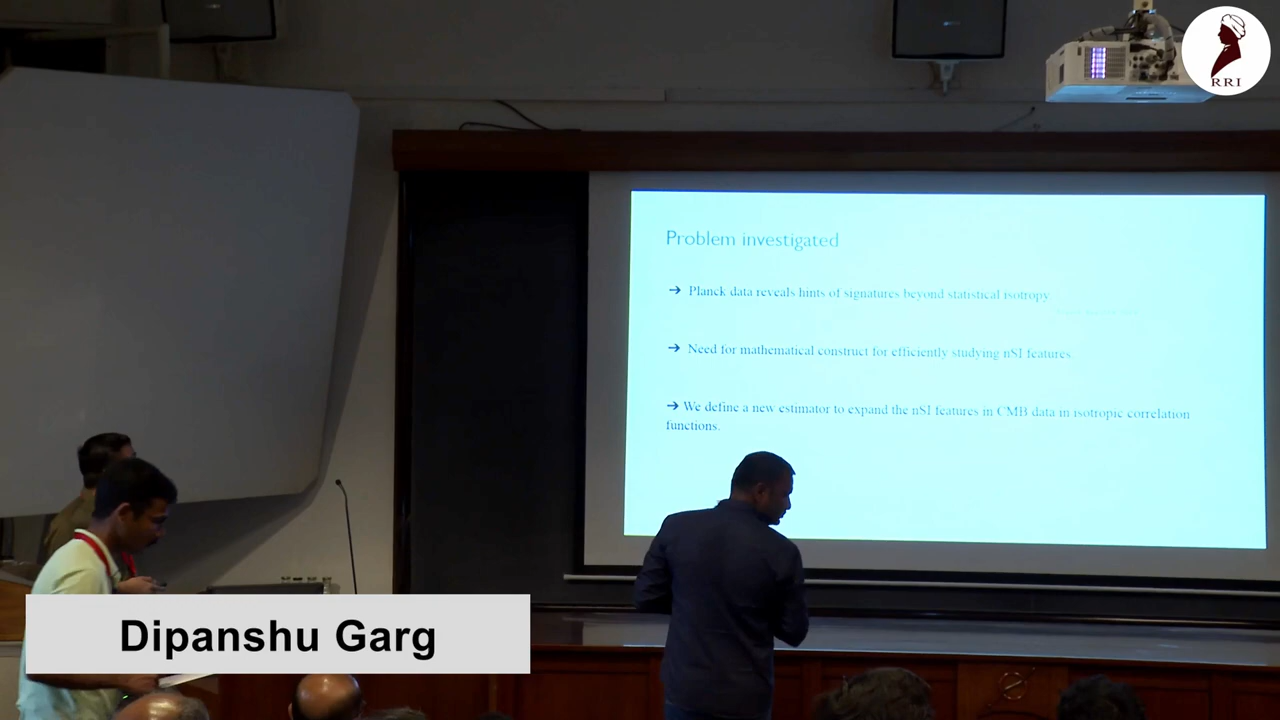 RRI
Problem investigated
→ Planck data reveals hints of signatures beyond statistical isotropy
→ Need for mathematical construct for efficiently studying nSI features.
→ We define a new estimator to expand the nSI features in CMB data in isotropic correlation
functions.
Dipanshu Garg